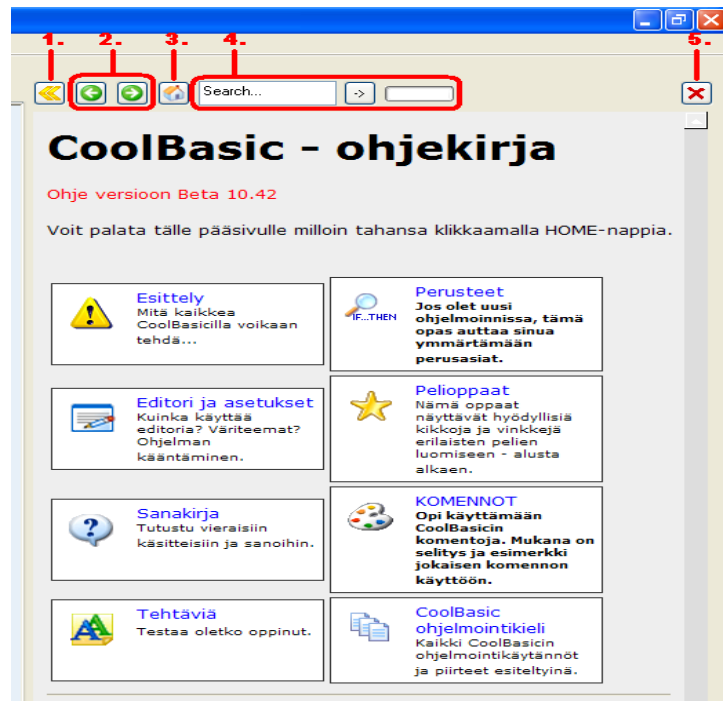 1. 2. 3. 4. 5.
Search... ->
CoolBasic - ohjekirja
Ohje versioon Beta 10.42
Voit palata tälle pääsivulle milloin tahansa klikkaamalla HOME-nappia.
Esittely
Mitä kaikkea
CoolBasicilla voikaan
tehdä...
IF...THEN
Perusteet
Jos olet uusi
ohjelmoinnissa, tämä
opas auttaa sinua
ymmärtämään
perusasiat.
Editori ja asetukset
Kuinka käyttää
editoria? Väriteemat?
Ohjelman
kääntäminen.
Pelioppaat
Nämä oppaat
näyttävät hyödyllisiä
kikkoja ja vinkkejä
erilaisten pelien
luomiseen - alusta
alkaen.
Sanakirja
Tutustu vieraisiin
käsitteisiin ja sanoihin.
KOMENNOT
Opi käyttämään
CoolBasicin
komentoja. Mukana on
selitys ja esimerkki
jokaisen komennon
käyttöön.
Tehtäviä
Testaa oletko oppinut.
CoolBasic
ohjelmointikieli
Kaikki CoolBasicin
ohjelmointikäytännöt
ja piirteet esiteltyinä.